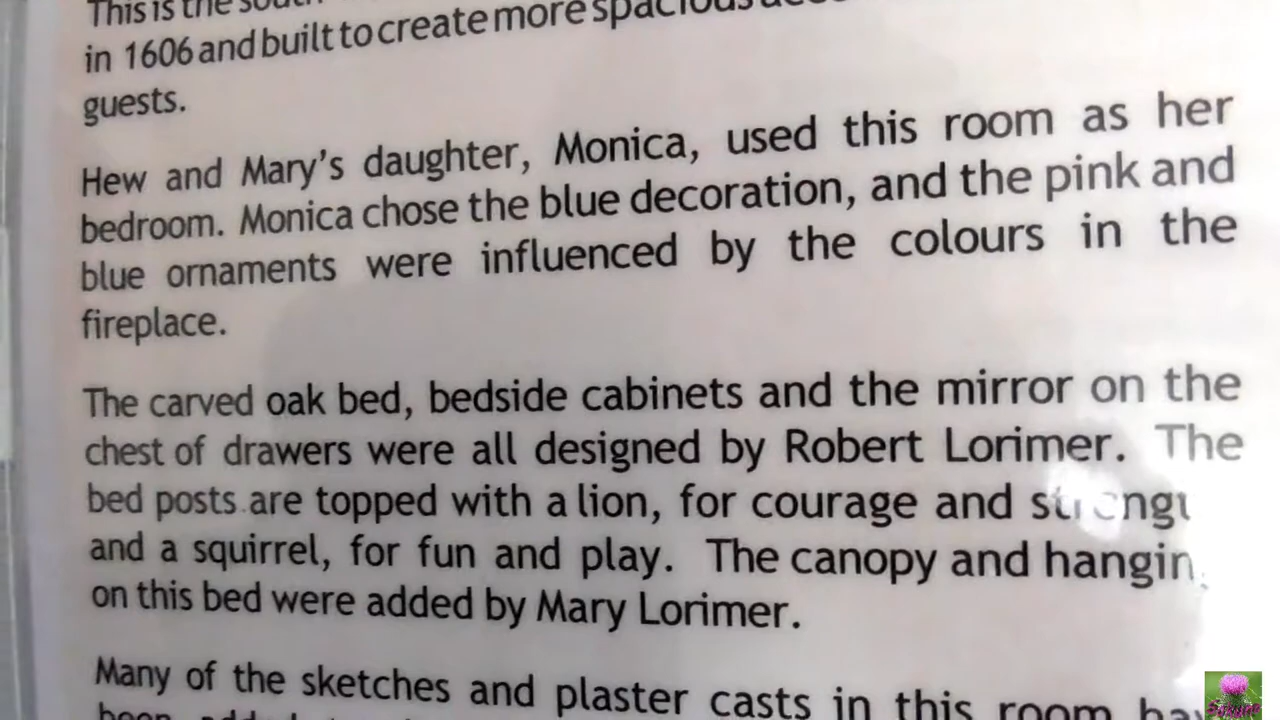 This is the
in 1606 and built to create more spacious
guests.
Hew and Mary's daughter, Monica, used this room as her
bedroom. Monica chose the blue decoration, and the pink and
blue ornaments were influenced by the colours in the
fireplace.
The carved oak bed, bedside cabinets and the mirror on the
chest of drawers were all designed by Robert Lorimer. The
bed posts are topped with a lion, for courage and
and a squirrel, for fun and play. The canopy and
on this bed were added by Mary Lorimer.
Many of the sketches and plaster casts in this room